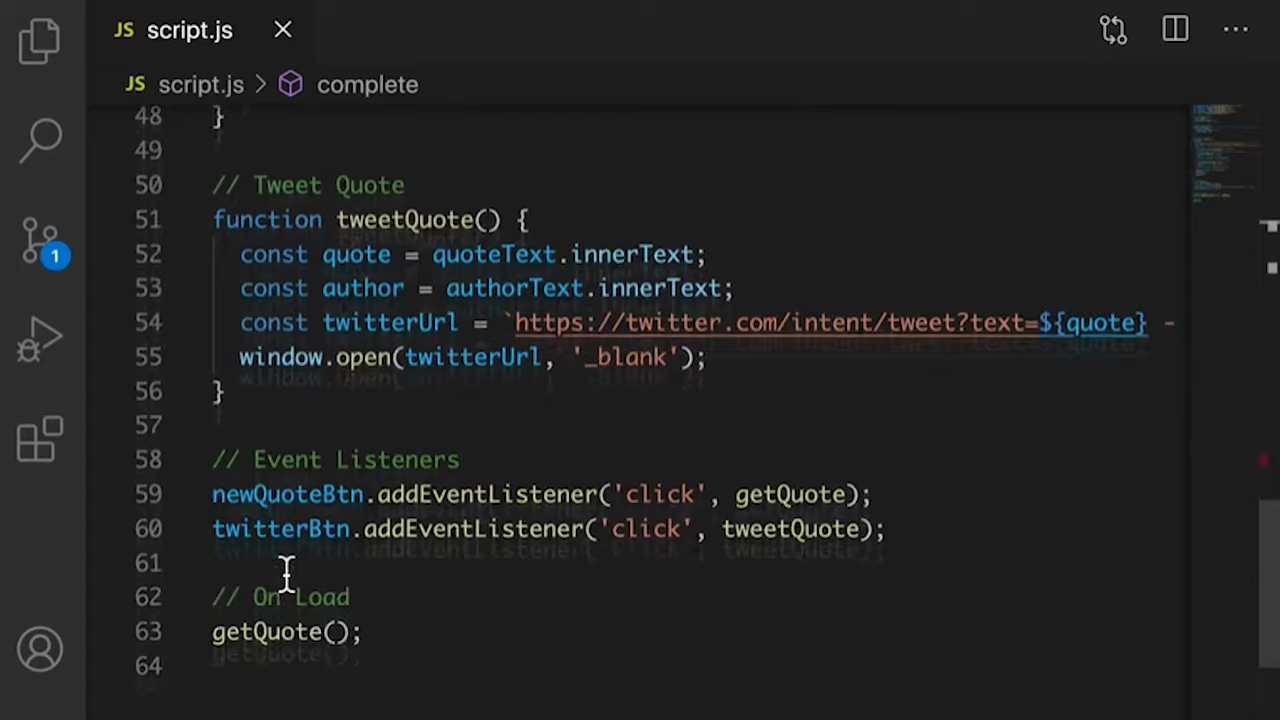 JS script.js
JS script.js > complete
48 }
49
50 // Tweet Quote
51 function tweetQuote() {
52 const quote = quoteText.innerText;
53 const author = authorText.innerText;
54 const twitterUrl = `https://twitter.com/intent/tweet?text=${quote} -
55 window.open(twitterUrl, '_blank');
56 }
57
58 // Event Listeners
59 newQuoteBtn.addEventListener('click', getQuote);
60 twitterBtn.addEventListener('click', tweetQuote);
61
62 // On Load
63 getQuote();
64
1